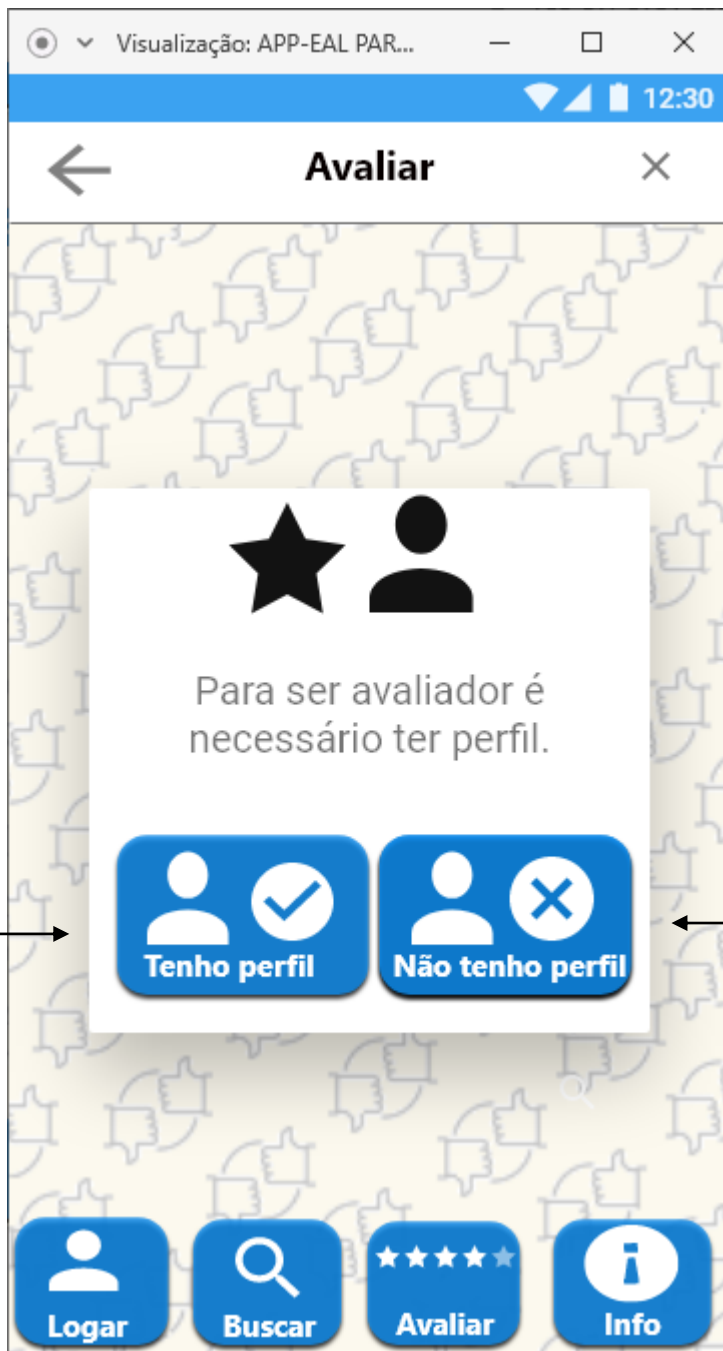 Visualização: APP-EAL PAR...
12:30
Avaliar
Para ser avaliador é
necessário ter perfil.
Tenho perfil
Não tenho perfil
Logar
Buscar
Avaliar
Info